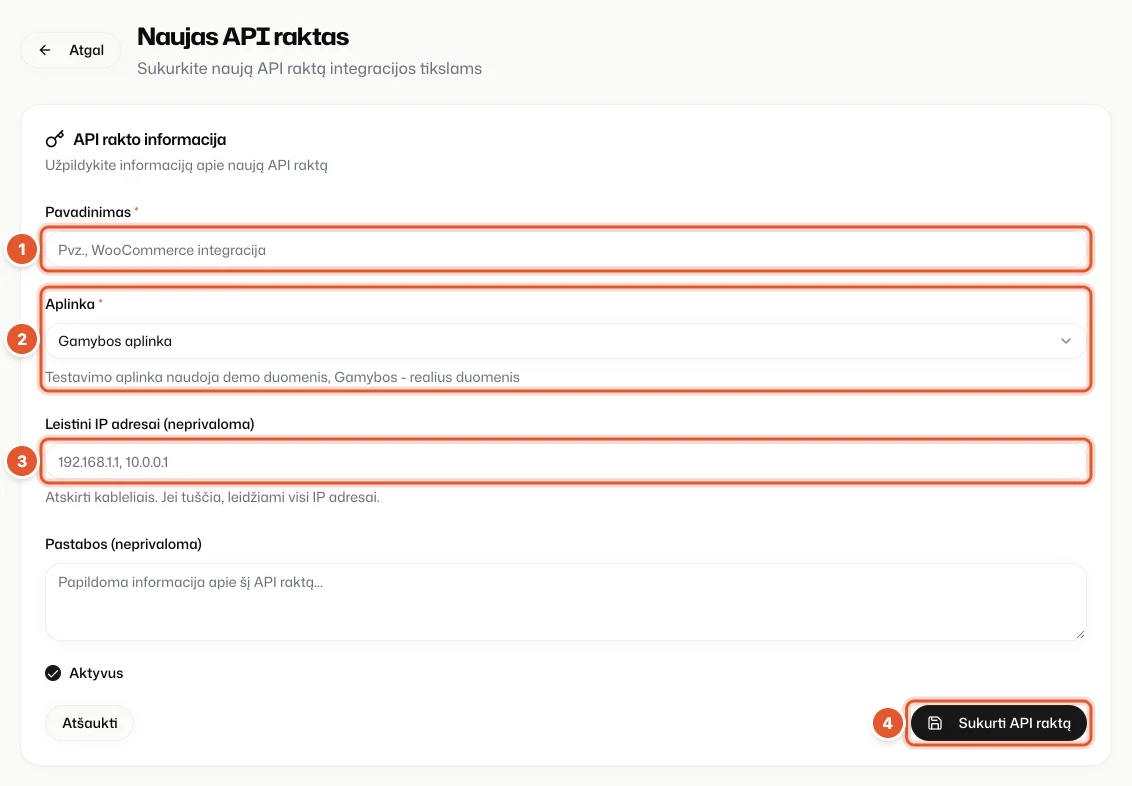 Atgal
Naujas API raktas
Sukurkite naują API raktą integracijos tikslams
API rakto informacija
Užpildykite informaciją apie naują API raktą
Pavadinimas *
1
Pvz., WooCommerce integracija
Aplinka *
2
Gamybos aplinka
Testavimo aplinka naudoja demo duomenis, Gamybos - realius duomenis
Leistini IP adresai (neprivaloma)
3
192.168.1.1, 10.0.0.1
Atskirti kableliais. Jei tuščia, leidžiami visi IP adresai.
Pastabos (neprivaloma)
Papildoma informacija apie šį API raktą...
Aktyvus
Atšaukti
4
Sukurti API raktą